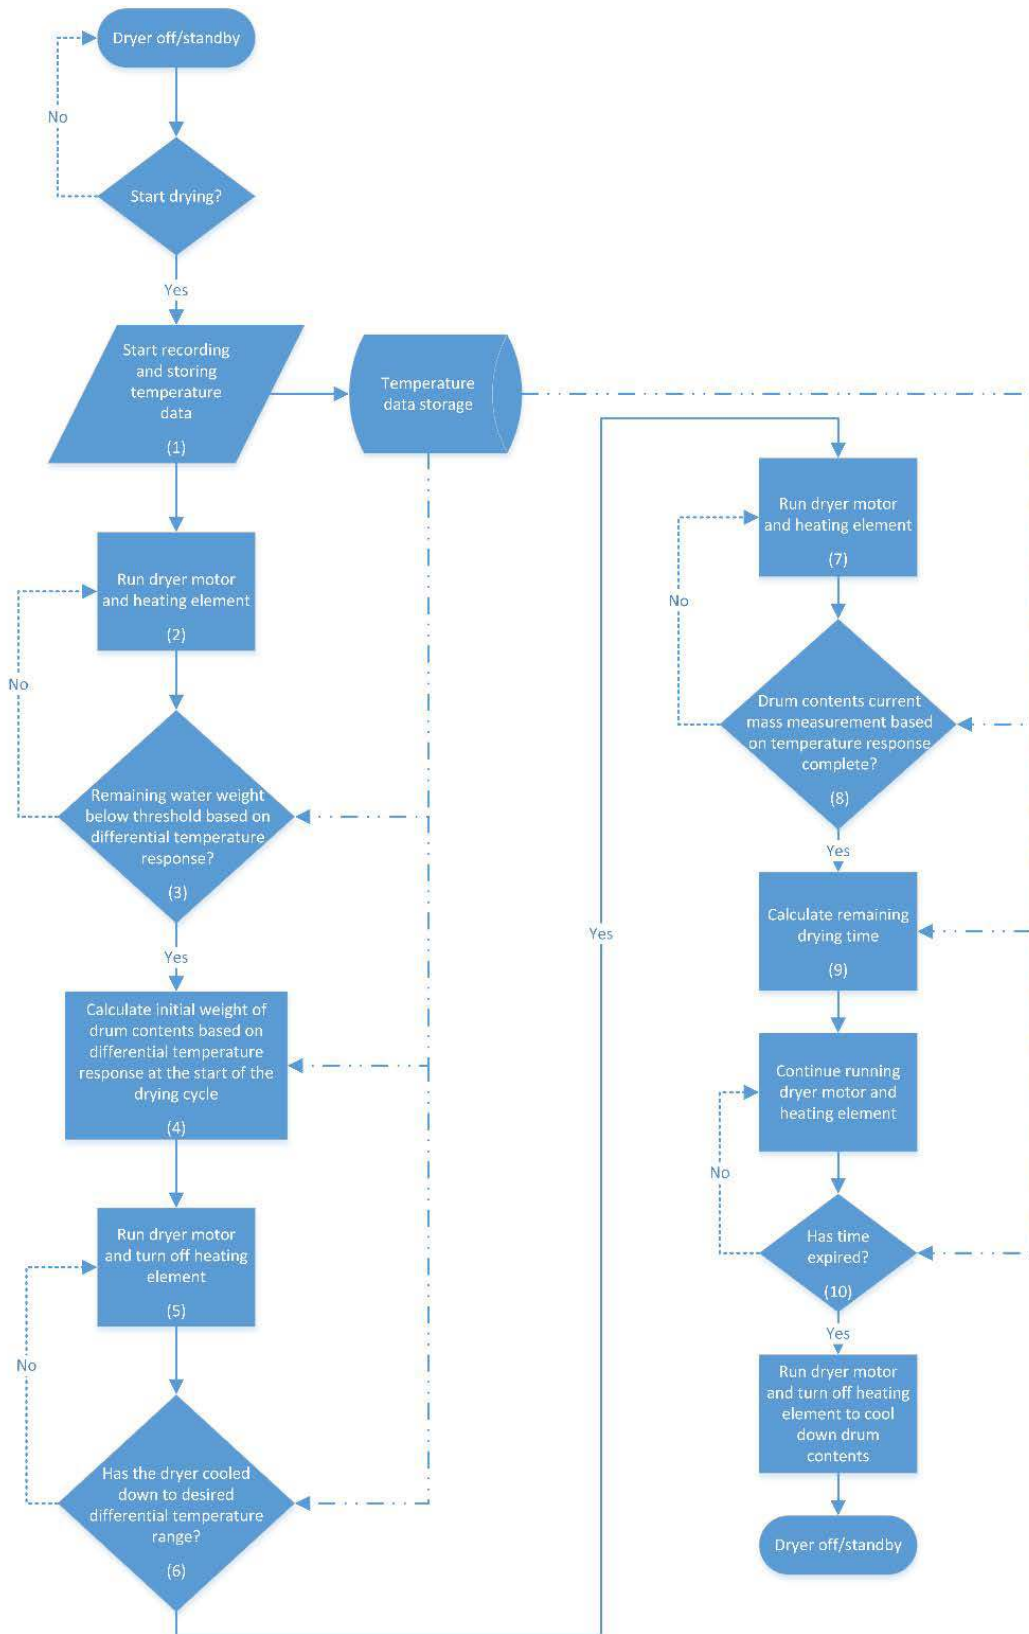 Dryer off/standby
No
Start drying?
Yes
Start recording
and storing
temperature
data
(1)
Temperature
data storage
Run dryer motor
and heating element
(2)
No
Remaining water weight
below threshold based on
differential temperature
response?
(3)
Yes
Calculate initial weight of
drum contents based on
differential temperature
response at the start of the
drying cycle
(4)
Run dryer motor
and turn off heating
element
(5)
No
Has the dryer cooled
down to desired
differential temperature
range?
(6)
Yes
Run dryer motor
and heating element
(7)
No
Drum contents current
mass measurement based
on temperature response
complete?
(8)
Yes
Calculate remaining
drying time
(9)
Continue running
dryer motor and
heating element
No
Has time
expired?
(10)
Yes
Run dryer motor
and turn off heating
element to cool
down drum
contents
Dryer off/standby